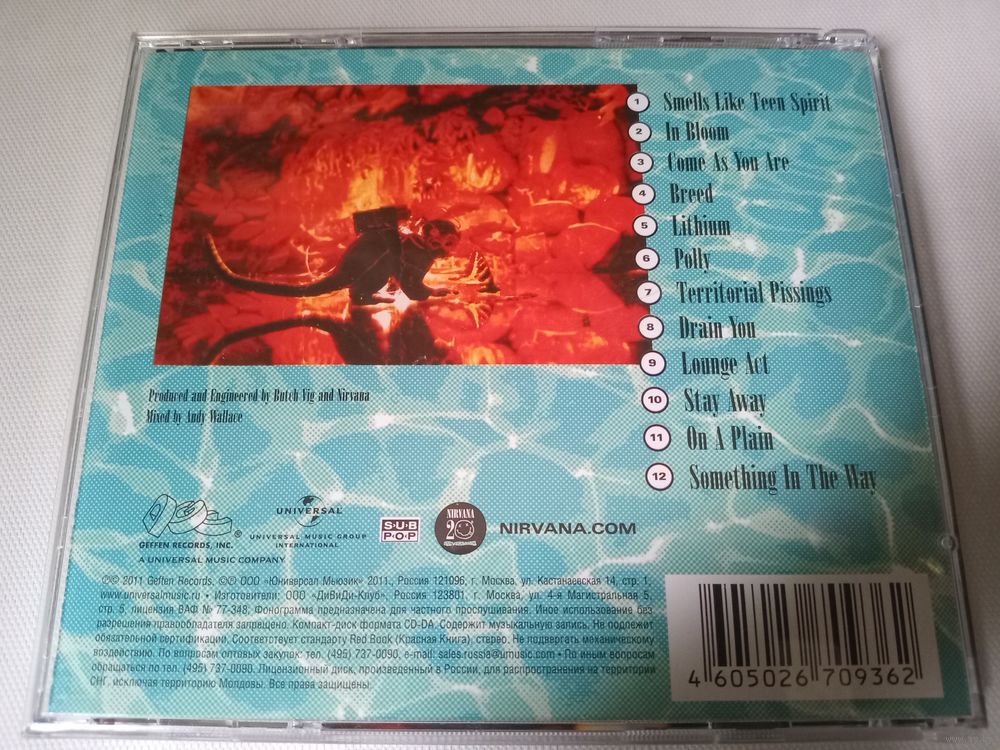 1 Smells Like Teen Spirit
2 In Bloom
3 Come As You Are
4 Breed
5 Lithium
6 Polly
7 Territorial Pissings
8 Drain You
9 Lounge Act
10 Stay Away
11 On A Plain
12 Something In The Way
Produced and Engineered by Butch Vig and Nirvana
Mixed by Andy Wallace
GEFFEN RECORDS, INC.®
A UNIVERSAL MUSIC COMPANY
UNIVERSAL
UNIVERSAL MUSIC GROUP
INTERNATIONAL
SUB
POP
NIRVANA
20
NEVERMIND
NIRVANA.COM
℗© 2011 Geffen Records, ©℗ ООО «Юниверсал Мьюзик» 2011., Россия 121096, г. Москва, ул. Кастанаевская 14, стр. 1,
www.universalmusic.ru • Изготовители: ООО «ДиВиДи-Клуб», Россия 123801, г. Москва, ул. 4-я Магистральная 5,
стр. 5, лицензия ВАФ № 77-348, Фонограмма предназначена для частного прослушивания. Иное использование без
разрешения правообладателя запрещено. Компакт-диск формата CD-DA. Содержит музыкальную запись. Не подлежит
обязательной сертификации. Соответствует стандарту Red Book (Красная Книга), стерео. Не подвергать механическому
воздействию. По вопросам оптовых закупок: тел. (495) 737-0090, e-mail: sales.russia@umusic.com • По иным вопросам
обращаться по тел. (495) 737-0090. Лицензионный диск, произведенный в России, для распространения на территории
СНГ, исключая территорию Молдовы. Все права защищены.
4 605026 709362